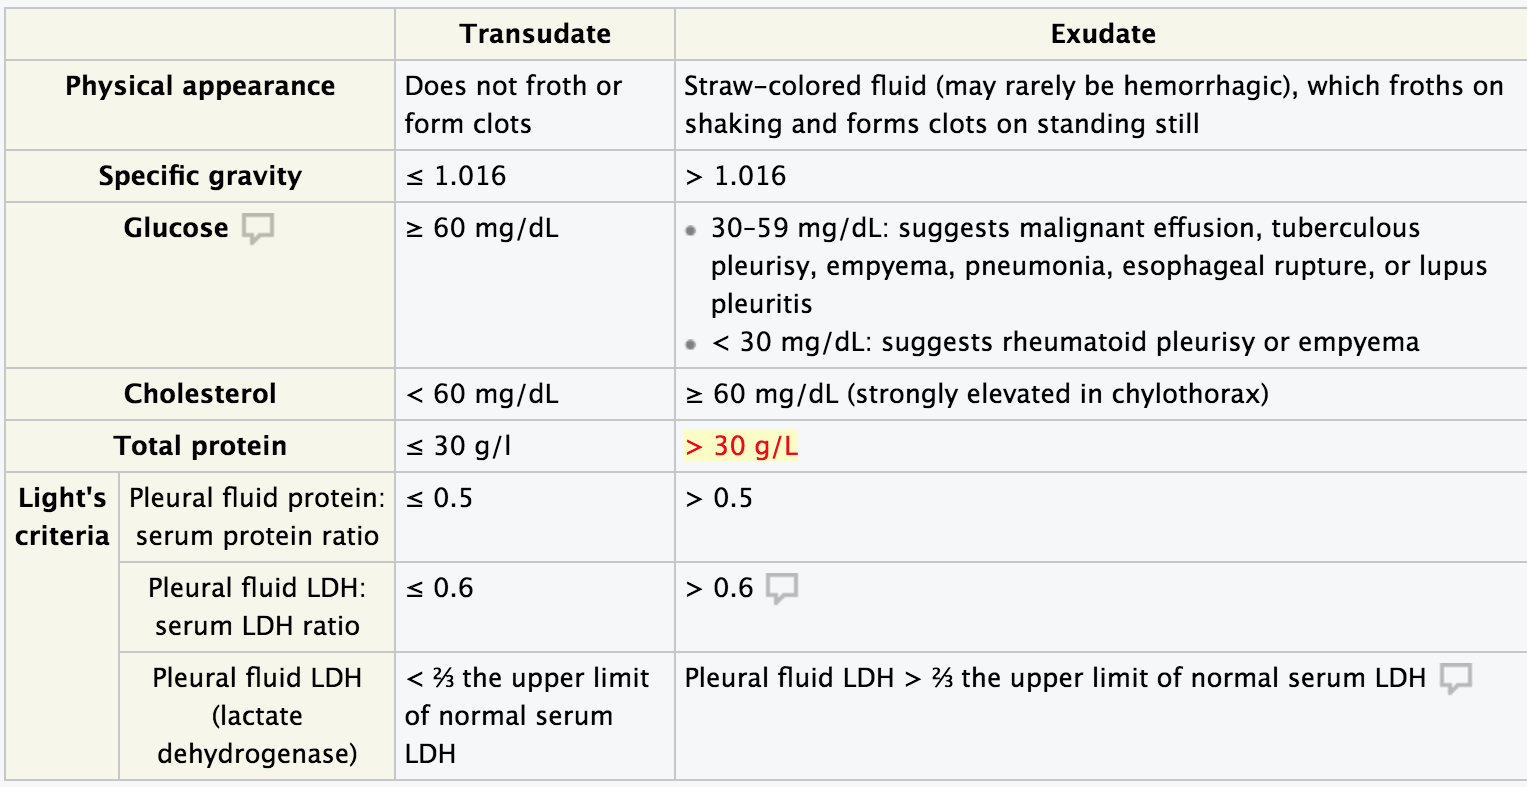 Transudate
Exudate
Physical appearance
Does not froth or
form clots
Straw-colored fluid (may rarely be hemorrhagic), which froths on
shaking and forms clots on standing still
Specific gravity
≤ 1.016
> 1.016
Glucose
≥ 60 mg/dL
• 30–59 mg/dL: suggests malignant effusion, tuberculous
pleurisy, empyema, pneumonia, esophageal rupture, or lupus
pleuritis
• < 30 mg/dL: suggests rheumatoid pleurisy or empyema
Cholesterol
< 60 mg/dL
≥ 60 mg/dL (strongly elevated in chylothorax)
Total protein
≤ 30 g/l
> 30 g/L
Light's
criteria
Pleural fluid protein:
serum protein ratio
≤ 0.5
> 0.5
Pleural fluid LDH:
serum LDH ratio
≤ 0.6
> 0.6
Pleural fluid LDH
(lactate
dehydrogenase)
< ⅔ the upper limit
of normal serum
LDH
Pleural fluid LDH > ⅔ the upper limit of normal serum LDH